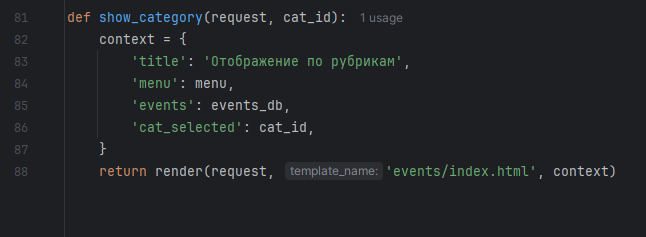 81 def show_category(request, cat_id): 1 usage
82 context = {
83 'title': 'Отображение по рубрикам',
84 'menu': menu,
85 'events': events_db,
86 'cat_selected': cat_id,
87 }
88 return render(request, template_name: 'events/index.html', context)